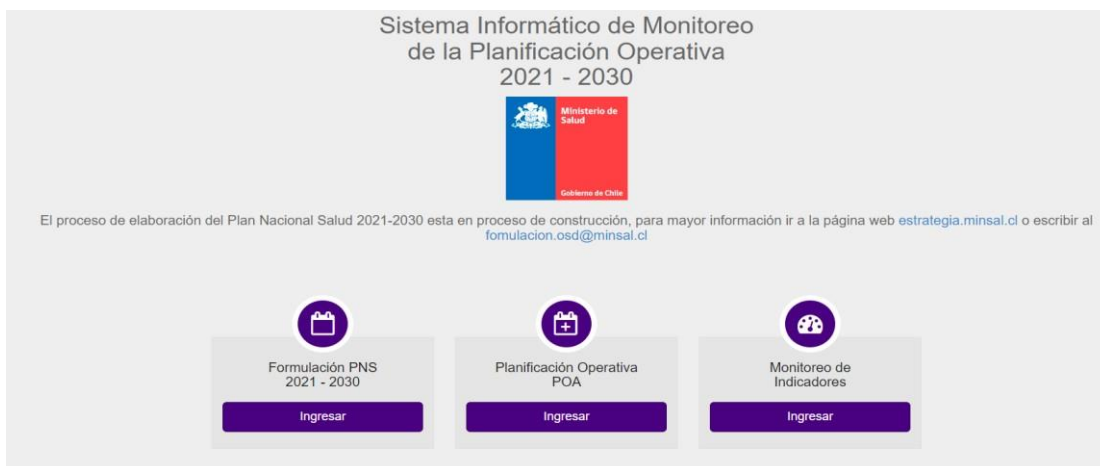 Sistema Informático de Monitoreo
de la Planificación Operativa
2021 - 2030
Ministerio de
Salud
Gobierno de Chile
El proceso de elaboración del Plan Nacional Salud 2021-2030 esta en proceso de construcción, para mayor información ir a la página web estrategia.minsal.cl o escribir al
fomulacion.osd@minsal.cl
Formulación PNS
2021 - 2030
Ingresar
Planificación Operativa
POA
Ingresar
Monitoreo de
Indicadores
Ingresar